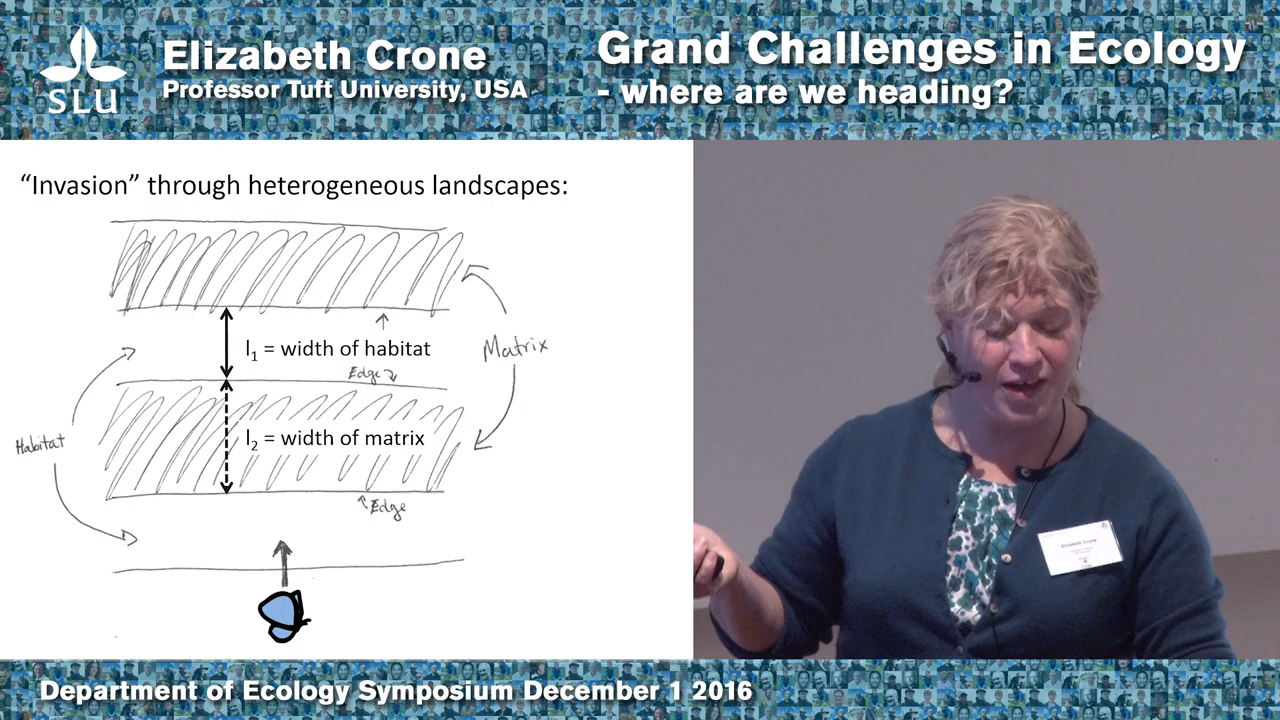 Elizabeth Crone
Professor Tuft University, USA
SLU
Grand Challenges in Ecology
- where are we heading?
“Invasion” through heterogeneous landscapes:
l₁ = width of habitat
Matrix
Edge
l₂ = width of matrix
Habitat
Edge
Elizabeth Crone
Department of Ecology Symposium December 1 2016